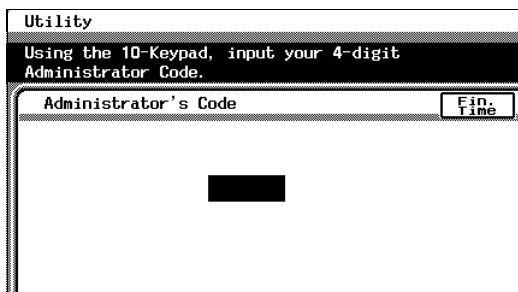 Utility
Using the 10-Keypad, input your 4-digit
Administrator Code.
Administrator's Code
Fin.
Time